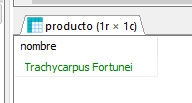 producto (1r × 1c)
nombre
Trachycarpus Fortunei